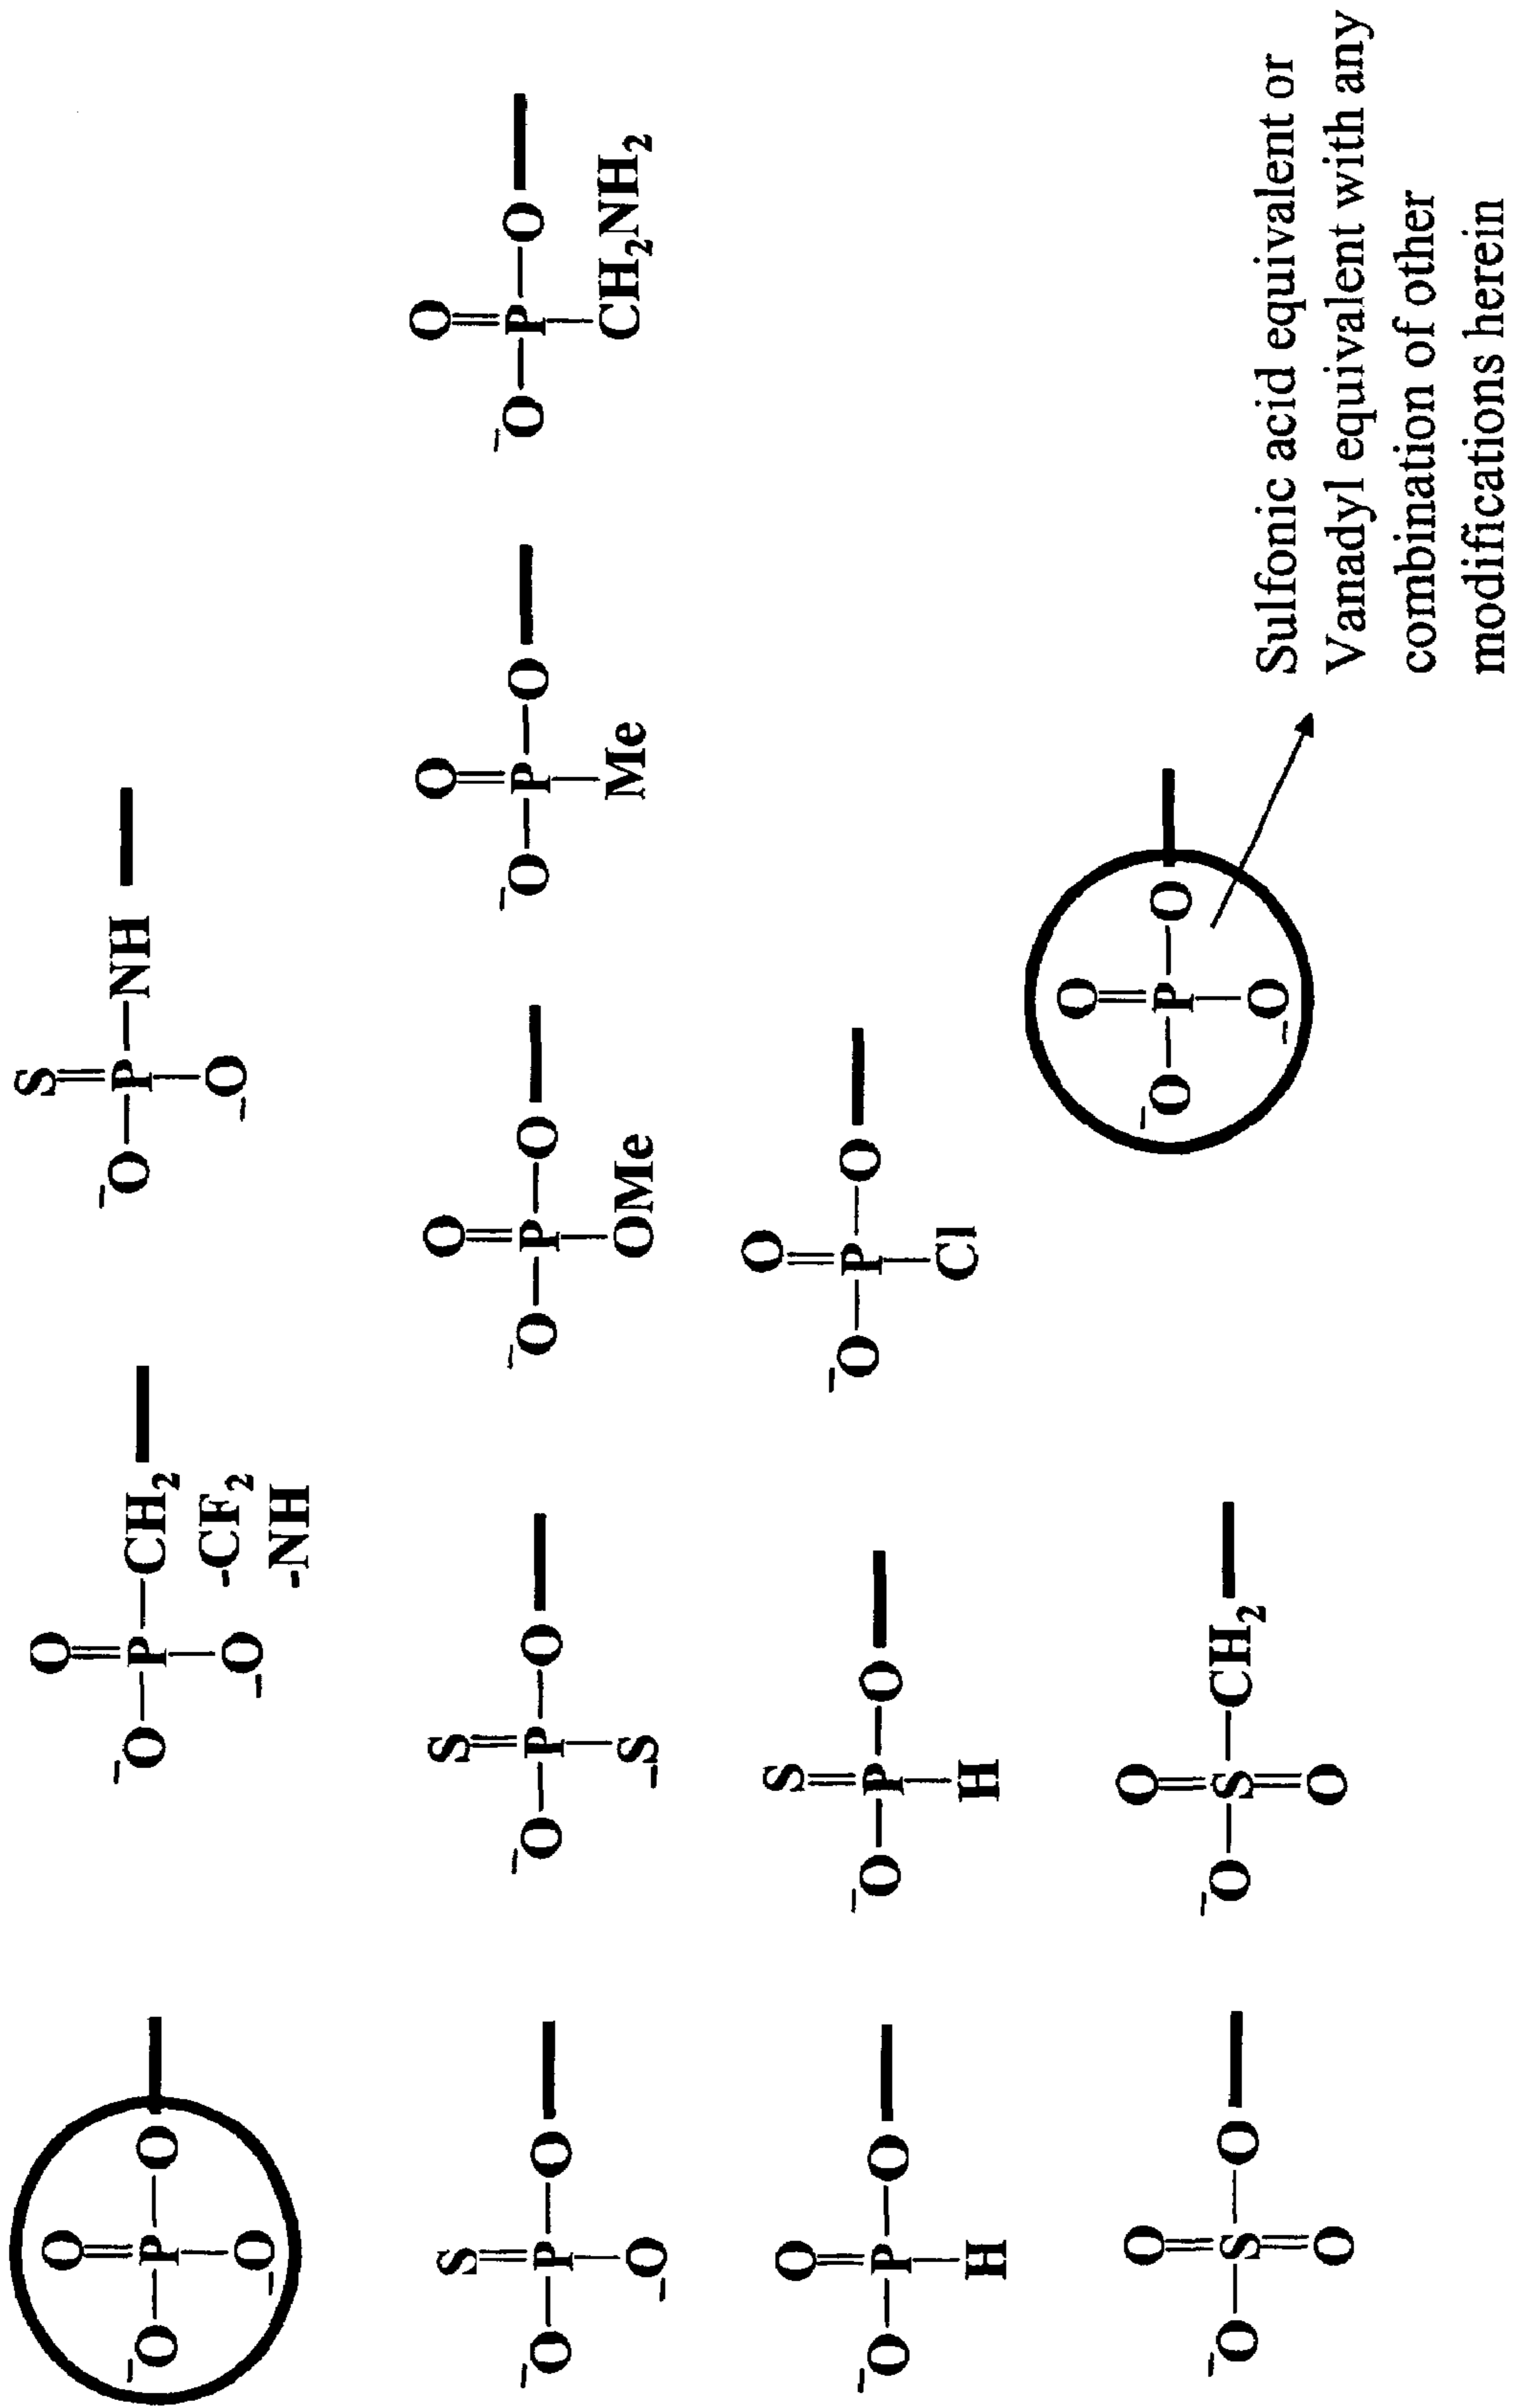 O O S
⁻O–P–O ⁻O–P–CH₂ ⁻O–P–NH
O⁻ O⁻ -CF₂ O⁻
-NH
S S O O O
⁻O–P–O ⁻O–P–O ⁻O–P–O ⁻O–P–O ⁻O–P–O
O⁻ S⁻ OMe Me CH₂NH₂
O S O
⁻O–P–O ⁻O–P–O ⁻O–P–O
H H Cl
O O O
⁻O–S–O ⁻O–S–CH₂ ⁻O–P–O
O O O⁻
Sulfonic acid equivalent or
Vanadyl equivalent with any
combination of other
modifications herein